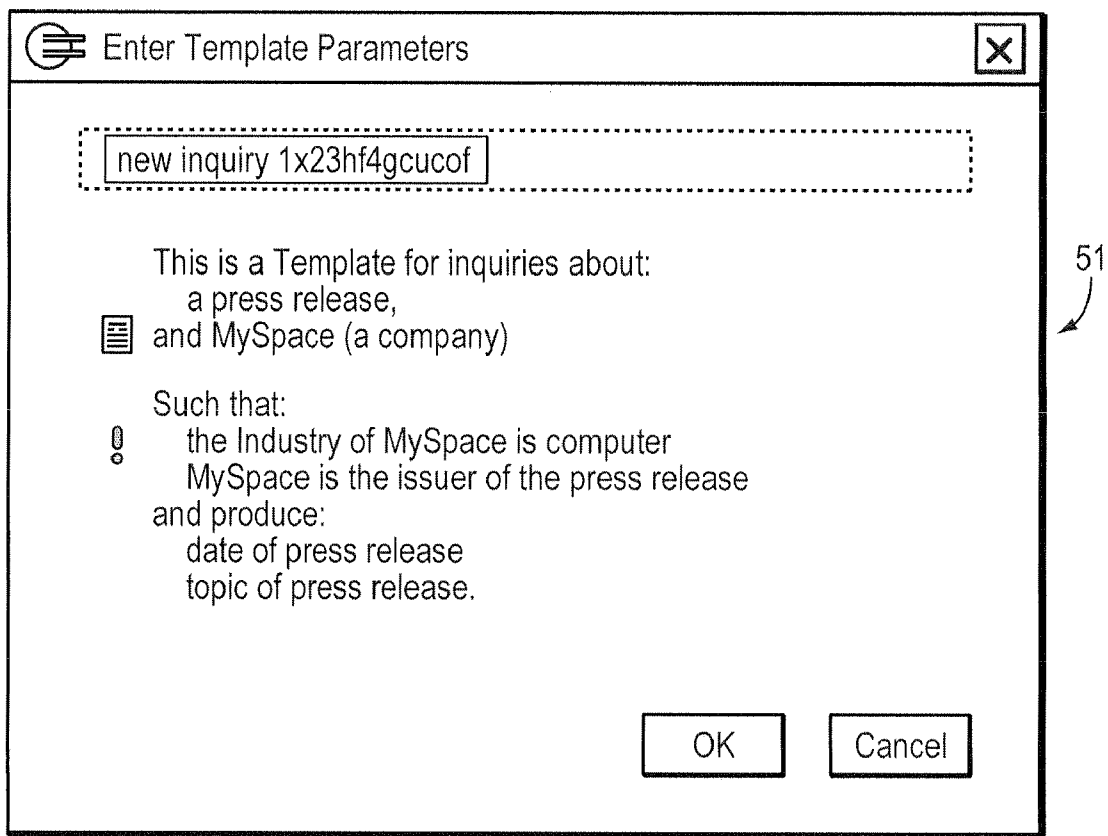 Enter Template Parameters
new inquiry 1x23hf4gcucof
This is a Template for inquiries about:
a press release,
and MySpace (a company)
51
Such that:
the Industry of MySpace is computer
MySpace is the issuer of the press release
and produce:
date of press release
topic of press release.
OK Cancel